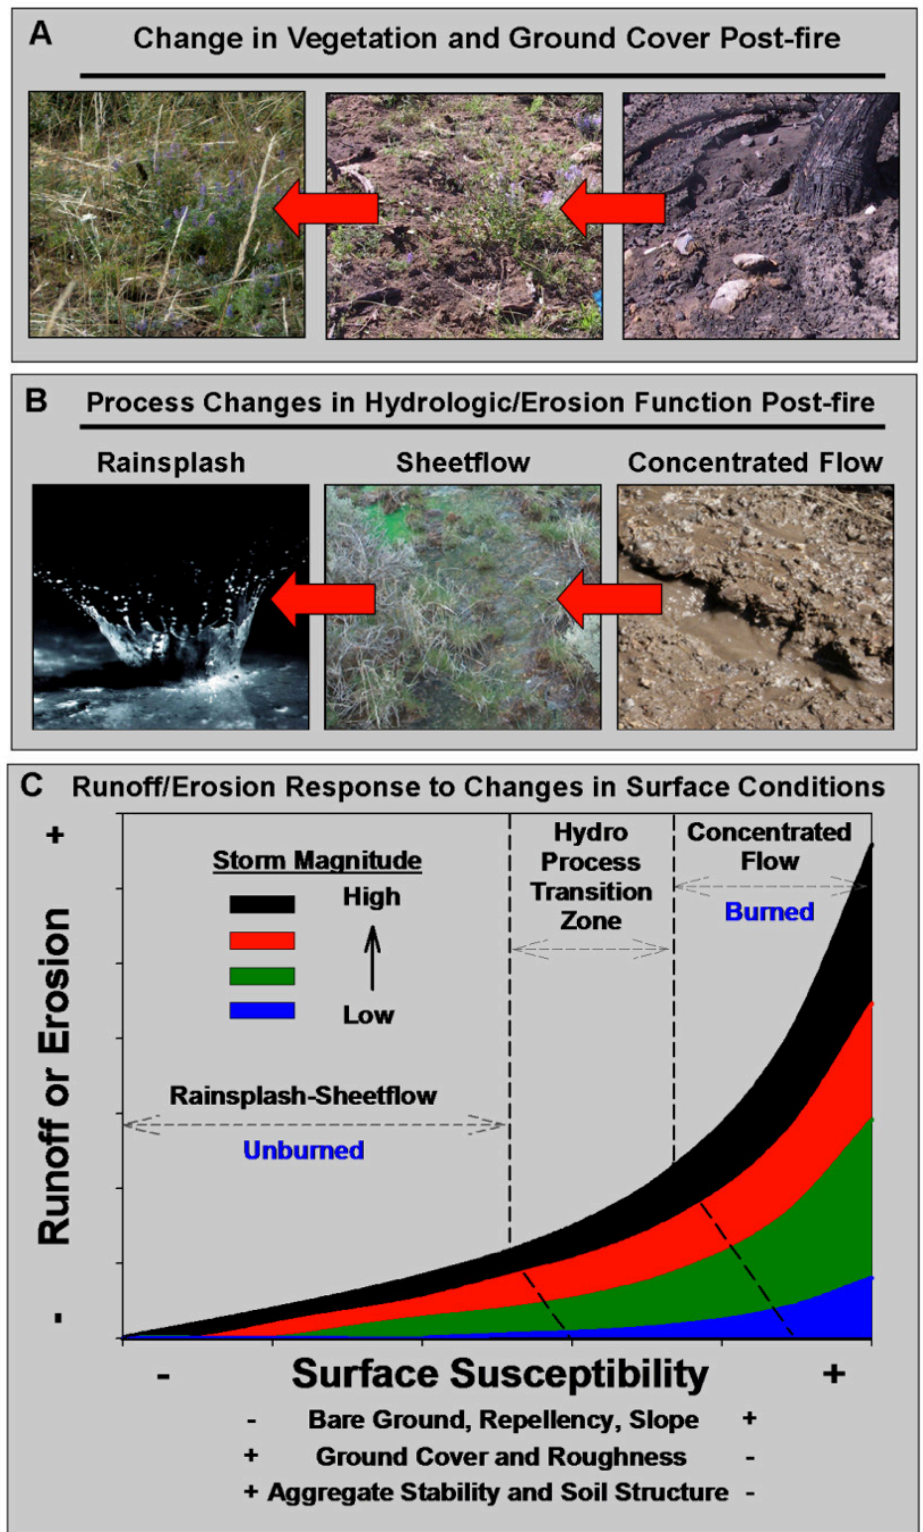 A
Change in Vegetation and Ground Cover Post-fire
B
Process Changes in Hydrologic/Erosion Function Post-fire
Rainsplash
Sheetflow
Concentrated Flow
C
Runoff/Erosion Response to Changes in Surface Conditions
+
Runoff or Erosion
-
Storm Magnitude
High
Low
Hydro
Process
Transition
Zone
Concentrated
Flow
Burned
Rainsplash-Sheetflow
Unburned
- Surface Susceptibility +
- Bare Ground, Repellency, Slope +
+ Ground Cover and Roughness -
+ Aggregate Stability and Soil Structure -